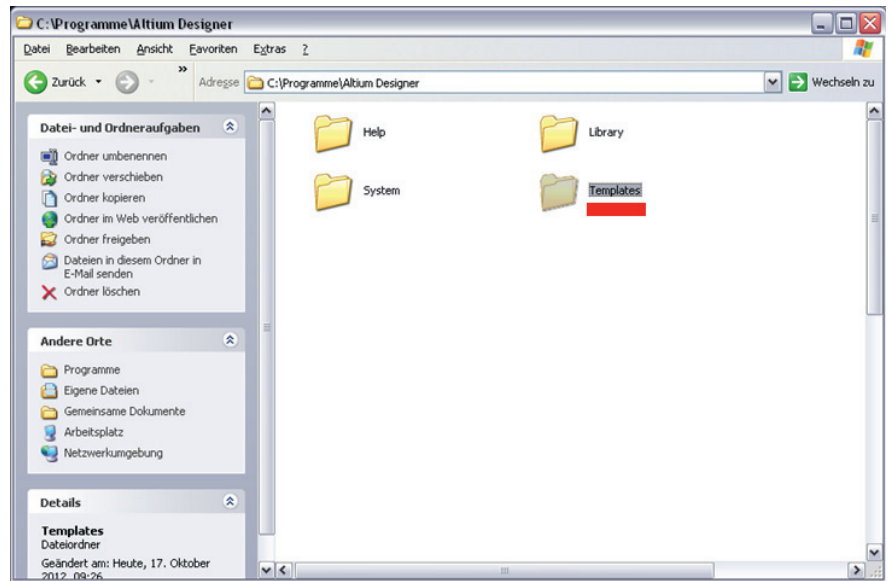 C:\Programme\Altium Designer
Datei Bearbeiten Ansicht Favoriten Extras ?
Zurück » Adresse C:\Programme\Altium Designer Wechseln zu
Datei- und Ordneraufgaben
Ordner umbenennen
Ordner verschieben
Ordner kopieren
Ordner im Web veröffentlichen
Ordner freigeben
Dateien in diesem Ordner in
E-Mail senden
Ordner löschen
Andere Orte
Programme
Eigene Dateien
Gemeinsame Dokumente
Arbeitsplatz
Netzwerkumgebung
Details
Templates
Dateiordner
Geändert am: Heute, 17. Oktober
2012, 09:26
Help Library
System Templates